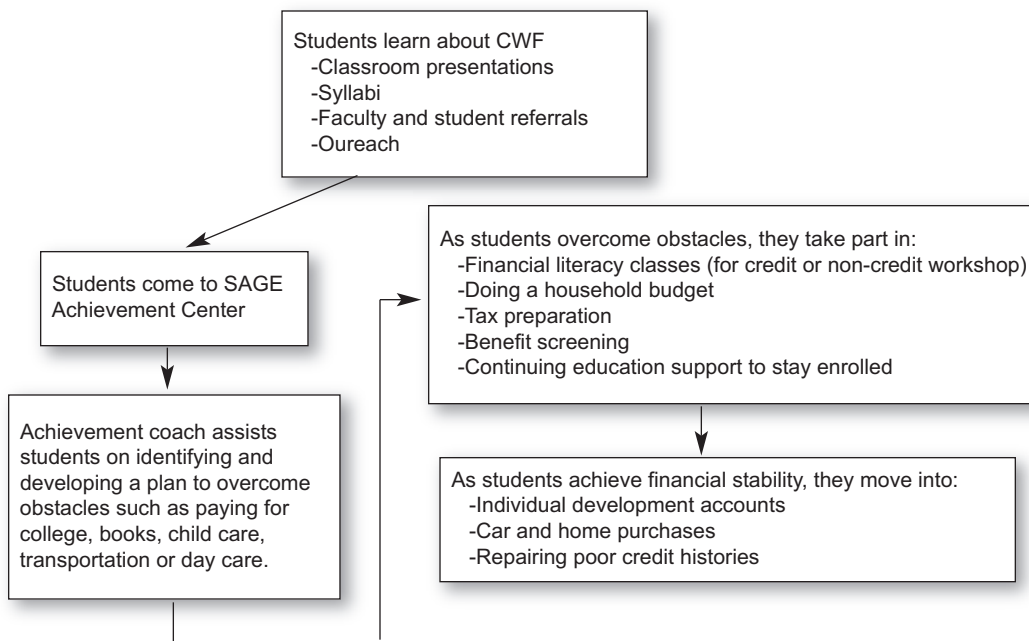 Students learn about CWF
-Classroom presentations
-Syllabi
-Faculty and student referrals
-Oureach
Students come to SAGE
Achievement Center
Achievement coach assists
students on identifying and
developing a plan to overcome
obstacles such as paying for
college, books, child care,
transportation or day care.
As students overcome obstacles, they take part in:
-Financial literacy classes (for credit or non-credit workshop)
-Doing a household budget
-Tax preparation
-Benefit screening
-Continuing education support to stay enrolled
As students achieve financial stability, they move into:
-Individual development accounts
-Car and home purchases
-Repairing poor credit histories